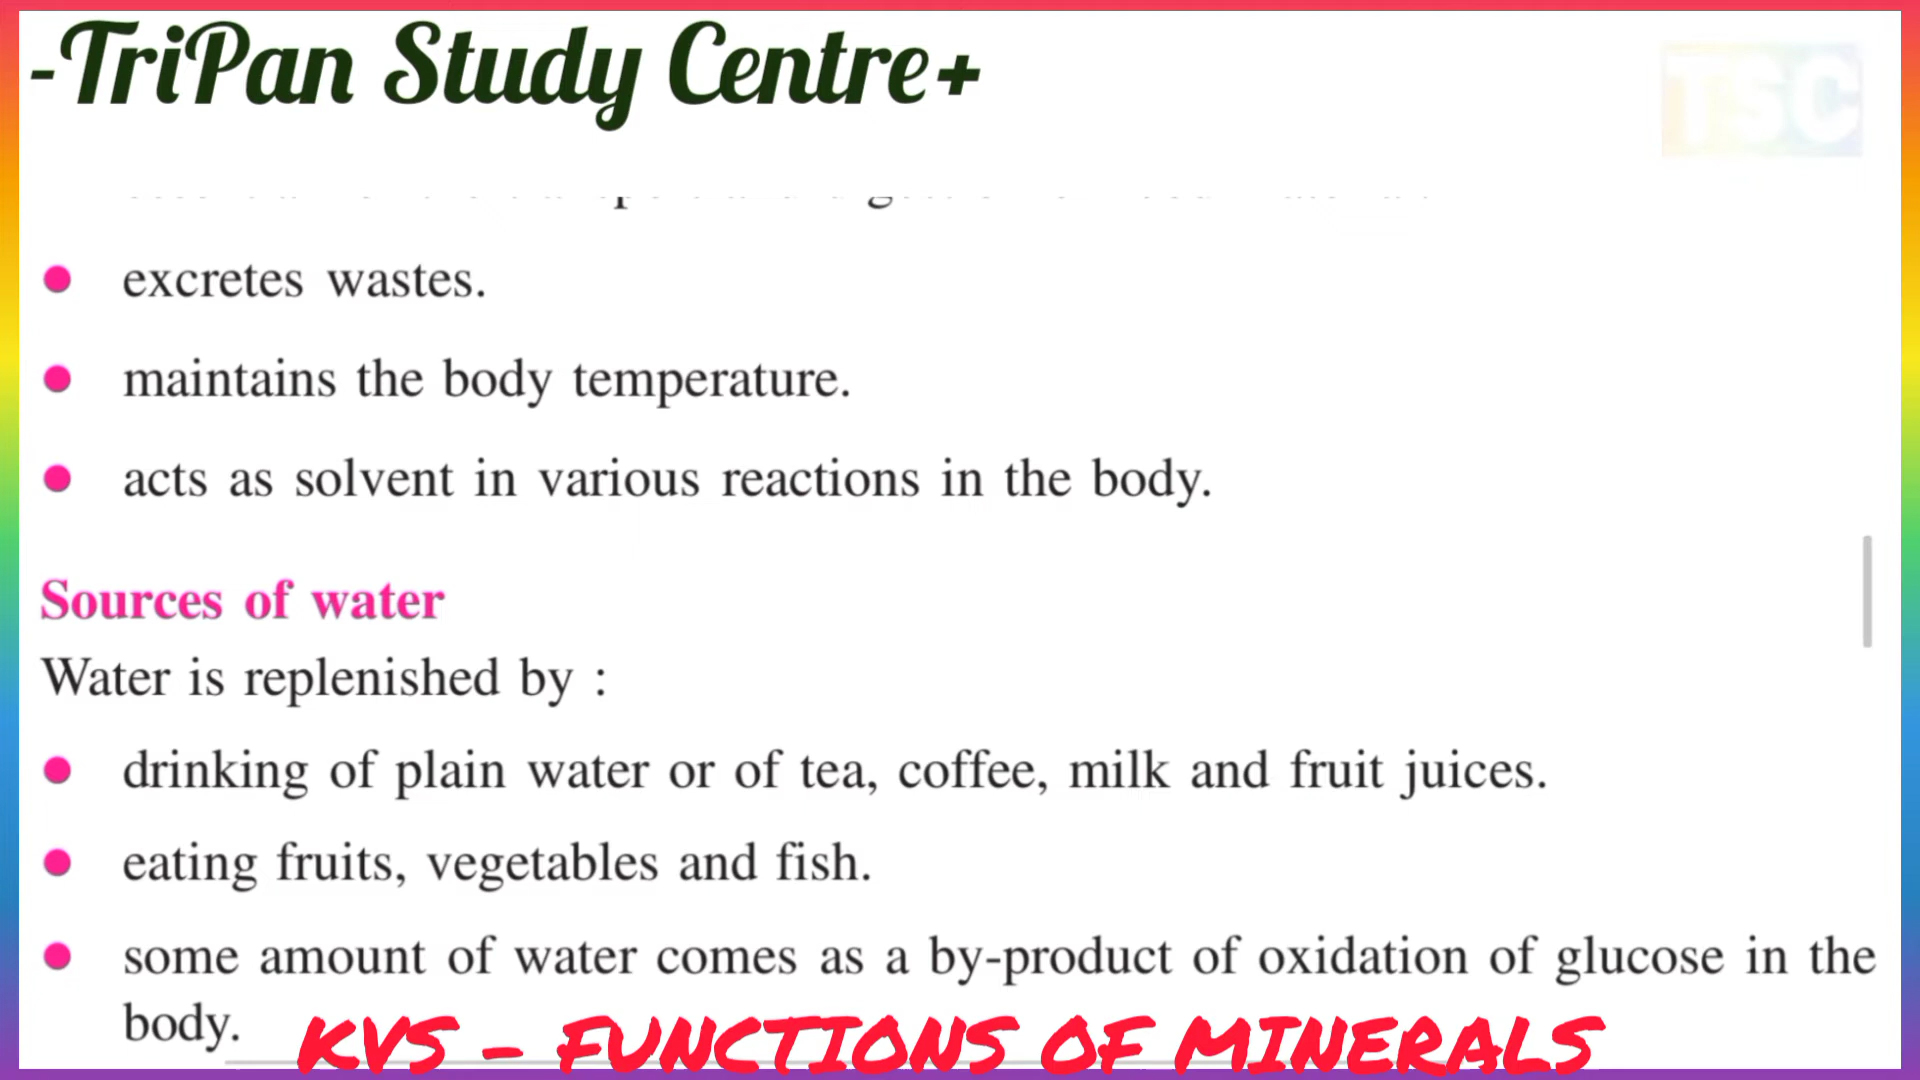 -TriPan Study Centre+
TSC
● excretes wastes.
● maintains the body temperature.
● acts as solvent in various reactions in the body.
Sources of water
Water is replenished by :
● drinking of plain water or of tea, coffee, milk and fruit juices.
● eating fruits, vegetables and fish.
● some amount of water comes as a by-product of oxidation of glucose in the
body.
KVS - FUNCTIONS OF MINERALS